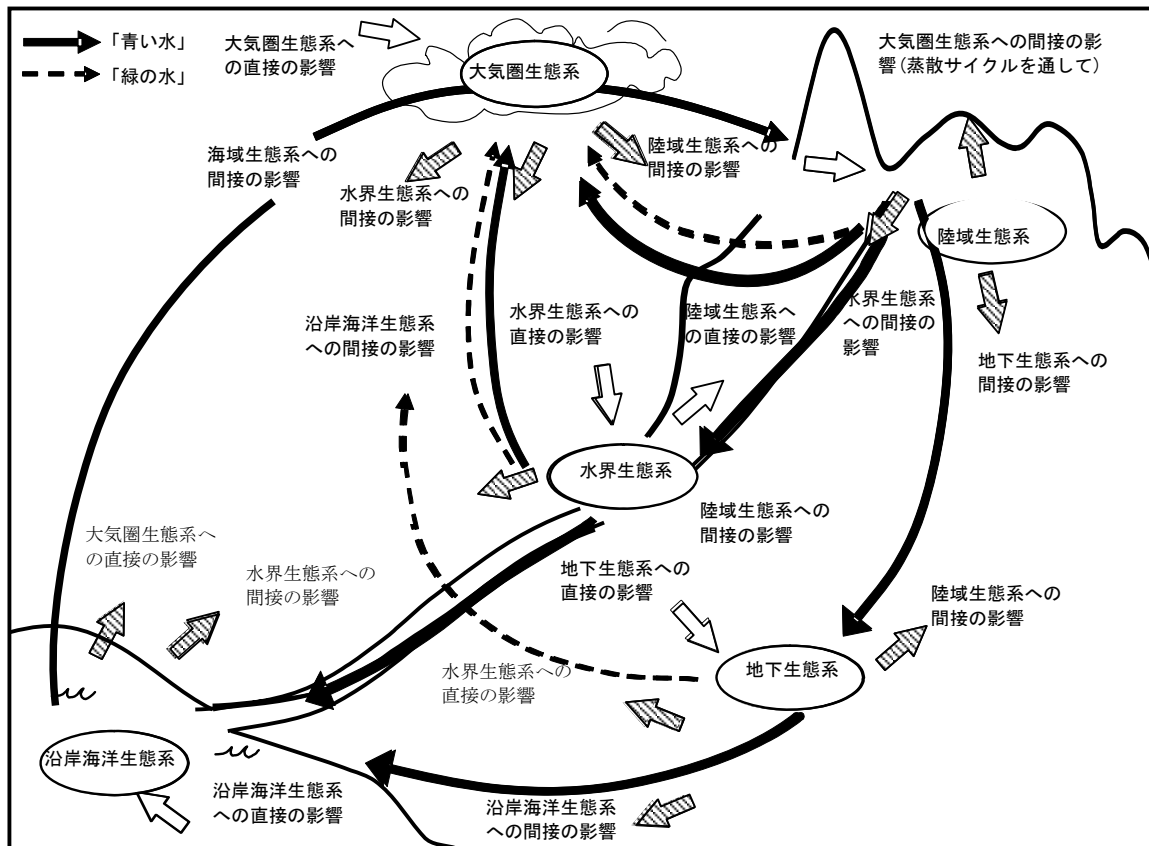 「青い水」
「緑の水」
大気圏生態系へ
の直接の影響
大気圏生態系
大気圏生態系への間接の影
響(蒸散サイクルを通して)
海域生態系への
間接の影響
水界生態系への
間接の影響
陸域生態系への
間接の影響
陸域生態系
沿岸海洋生態系
への間接の影響
水界生態系への
直接の影響
陸域生態系へ
の直接の影響
水界生態系
への間接の
影響
地下生態系への
間接の影響
水界生態系
陸域生態系への
間接の影響
大気圏生態系へ
の直接の影響
水界生態系への
間接の影響
地下生態系への
直接の影響
陸域生態系への
間接の影響
水界生態系への
直接の影響
地下生態系
沿岸海洋生態系
沿岸海洋生態系
への直接の影響
沿岸海洋生態系
への間接の影響